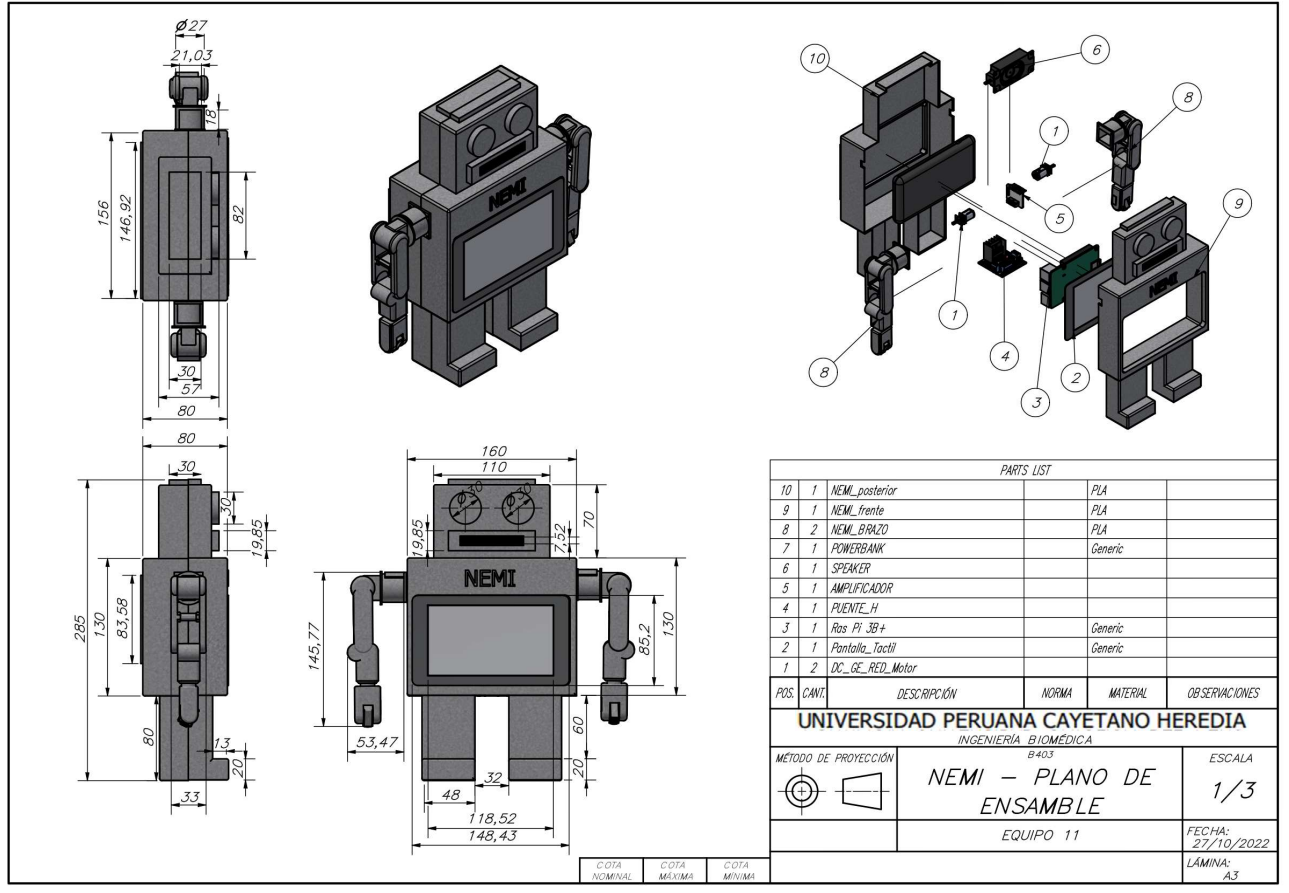 Ø27
21,03
18
156
146,92
82
30
57
80
NEMI
10
6
8
1
5
9
NEMI
1
4
8
3
2
80
30
30
19,85
285
130
83,58
80
13
20
33
160
110
Ø30
Ø30
70
19,85
7,52
NEMI
145,77
85,2
130
53,47
60
20
32
48
118,52
148,43
PARTS LIST
10 1 NEMI_posterior PLA
9 1 NEMI_frente PLA
8 2 NEMI_BRAZO PLA
7 1 POWERBANK Generic
6 1 SPEAKER
5 1 AMPLIFICADOR
4 1 PUENTE_H
3 1 Ras Pi 3B+ Generic
2 1 Pantalla_Tactil Generic
1 2 DC_GE_RED_Motor
POS. CANT. DESCRIPCIÓN NORMA MATERIAL OBSERVACIONES
UNIVERSIDAD PERUANA CAYETANO HEREDIA
INGENIERÍA BIOMÉDICA
MÉTODO DE PROYECCIÓN
B403
NEMI – PLANO DE
ENSAMBLE
ESCALA
1/3
EQUIPO 11
FECHA:
27/10/2022
LÁMINA:
A3
COTA NOMINAL
COTA MÁXIMA
COTA MÍNIMA